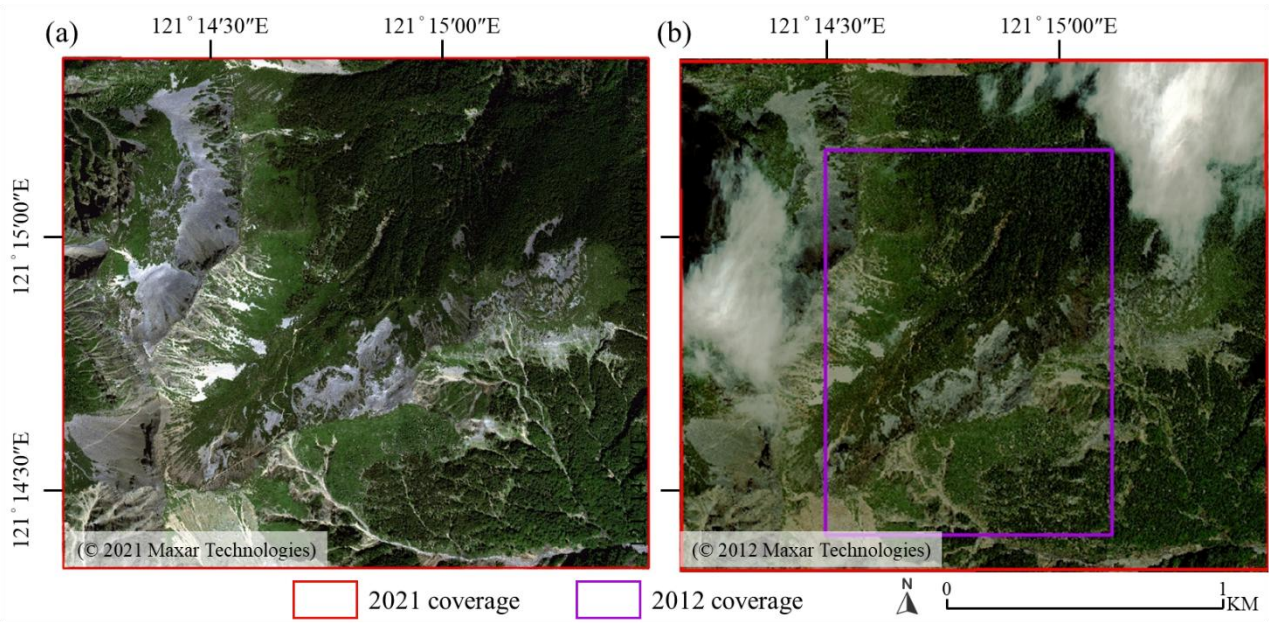 (a)
121°14′30″E
121°15′00″E
(b)
121°14′30″E
121°15′00″E
121°15′00″E
121°14′30″E
(© 2021 Maxar Technologies)
(© 2012 Maxar Technologies)
2021 coverage
2012 coverage
N
0
1
KM